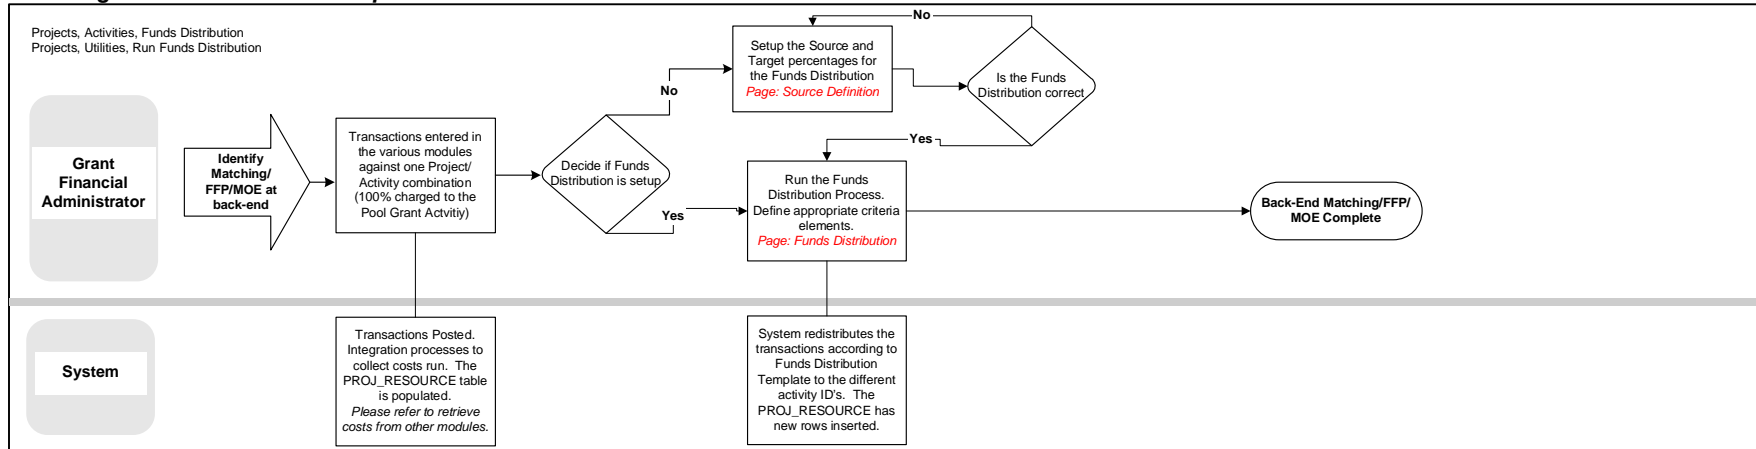 Projects, Activities, Funds Distribution
Projects, Utilities, Run Funds Distribution
Grant
Financial
Administrator
Identify
Matching/
FFP/MOE at
back-end
Transactions entered in
the various modules
against one Project/
Activity combination
(100% charged to the
Pool Grant Actvitiy)
Decide if Funds
Distribution is setup
No
Yes
Setup the Source and
Target percentages for
the Funds Distribution
Page: Source Definition
No
Is the Funds
Distribution correct
Yes
Run the Funds
Distribution Process.
Define appropriate criteria
elements.
Page: Funds Distribution
Back-End Matching/FFP/
MOE Complete
System
Transactions Posted.
Integration processes to
collect costs run. The
PROJ_RESOURCE table
is populated.
Please refer to retrieve
costs from other modules.
System redistributes the
transactions according to
Funds Distribution
Template to the different
activity ID's. The
PROJ_RESOURCE has
new rows inserted.